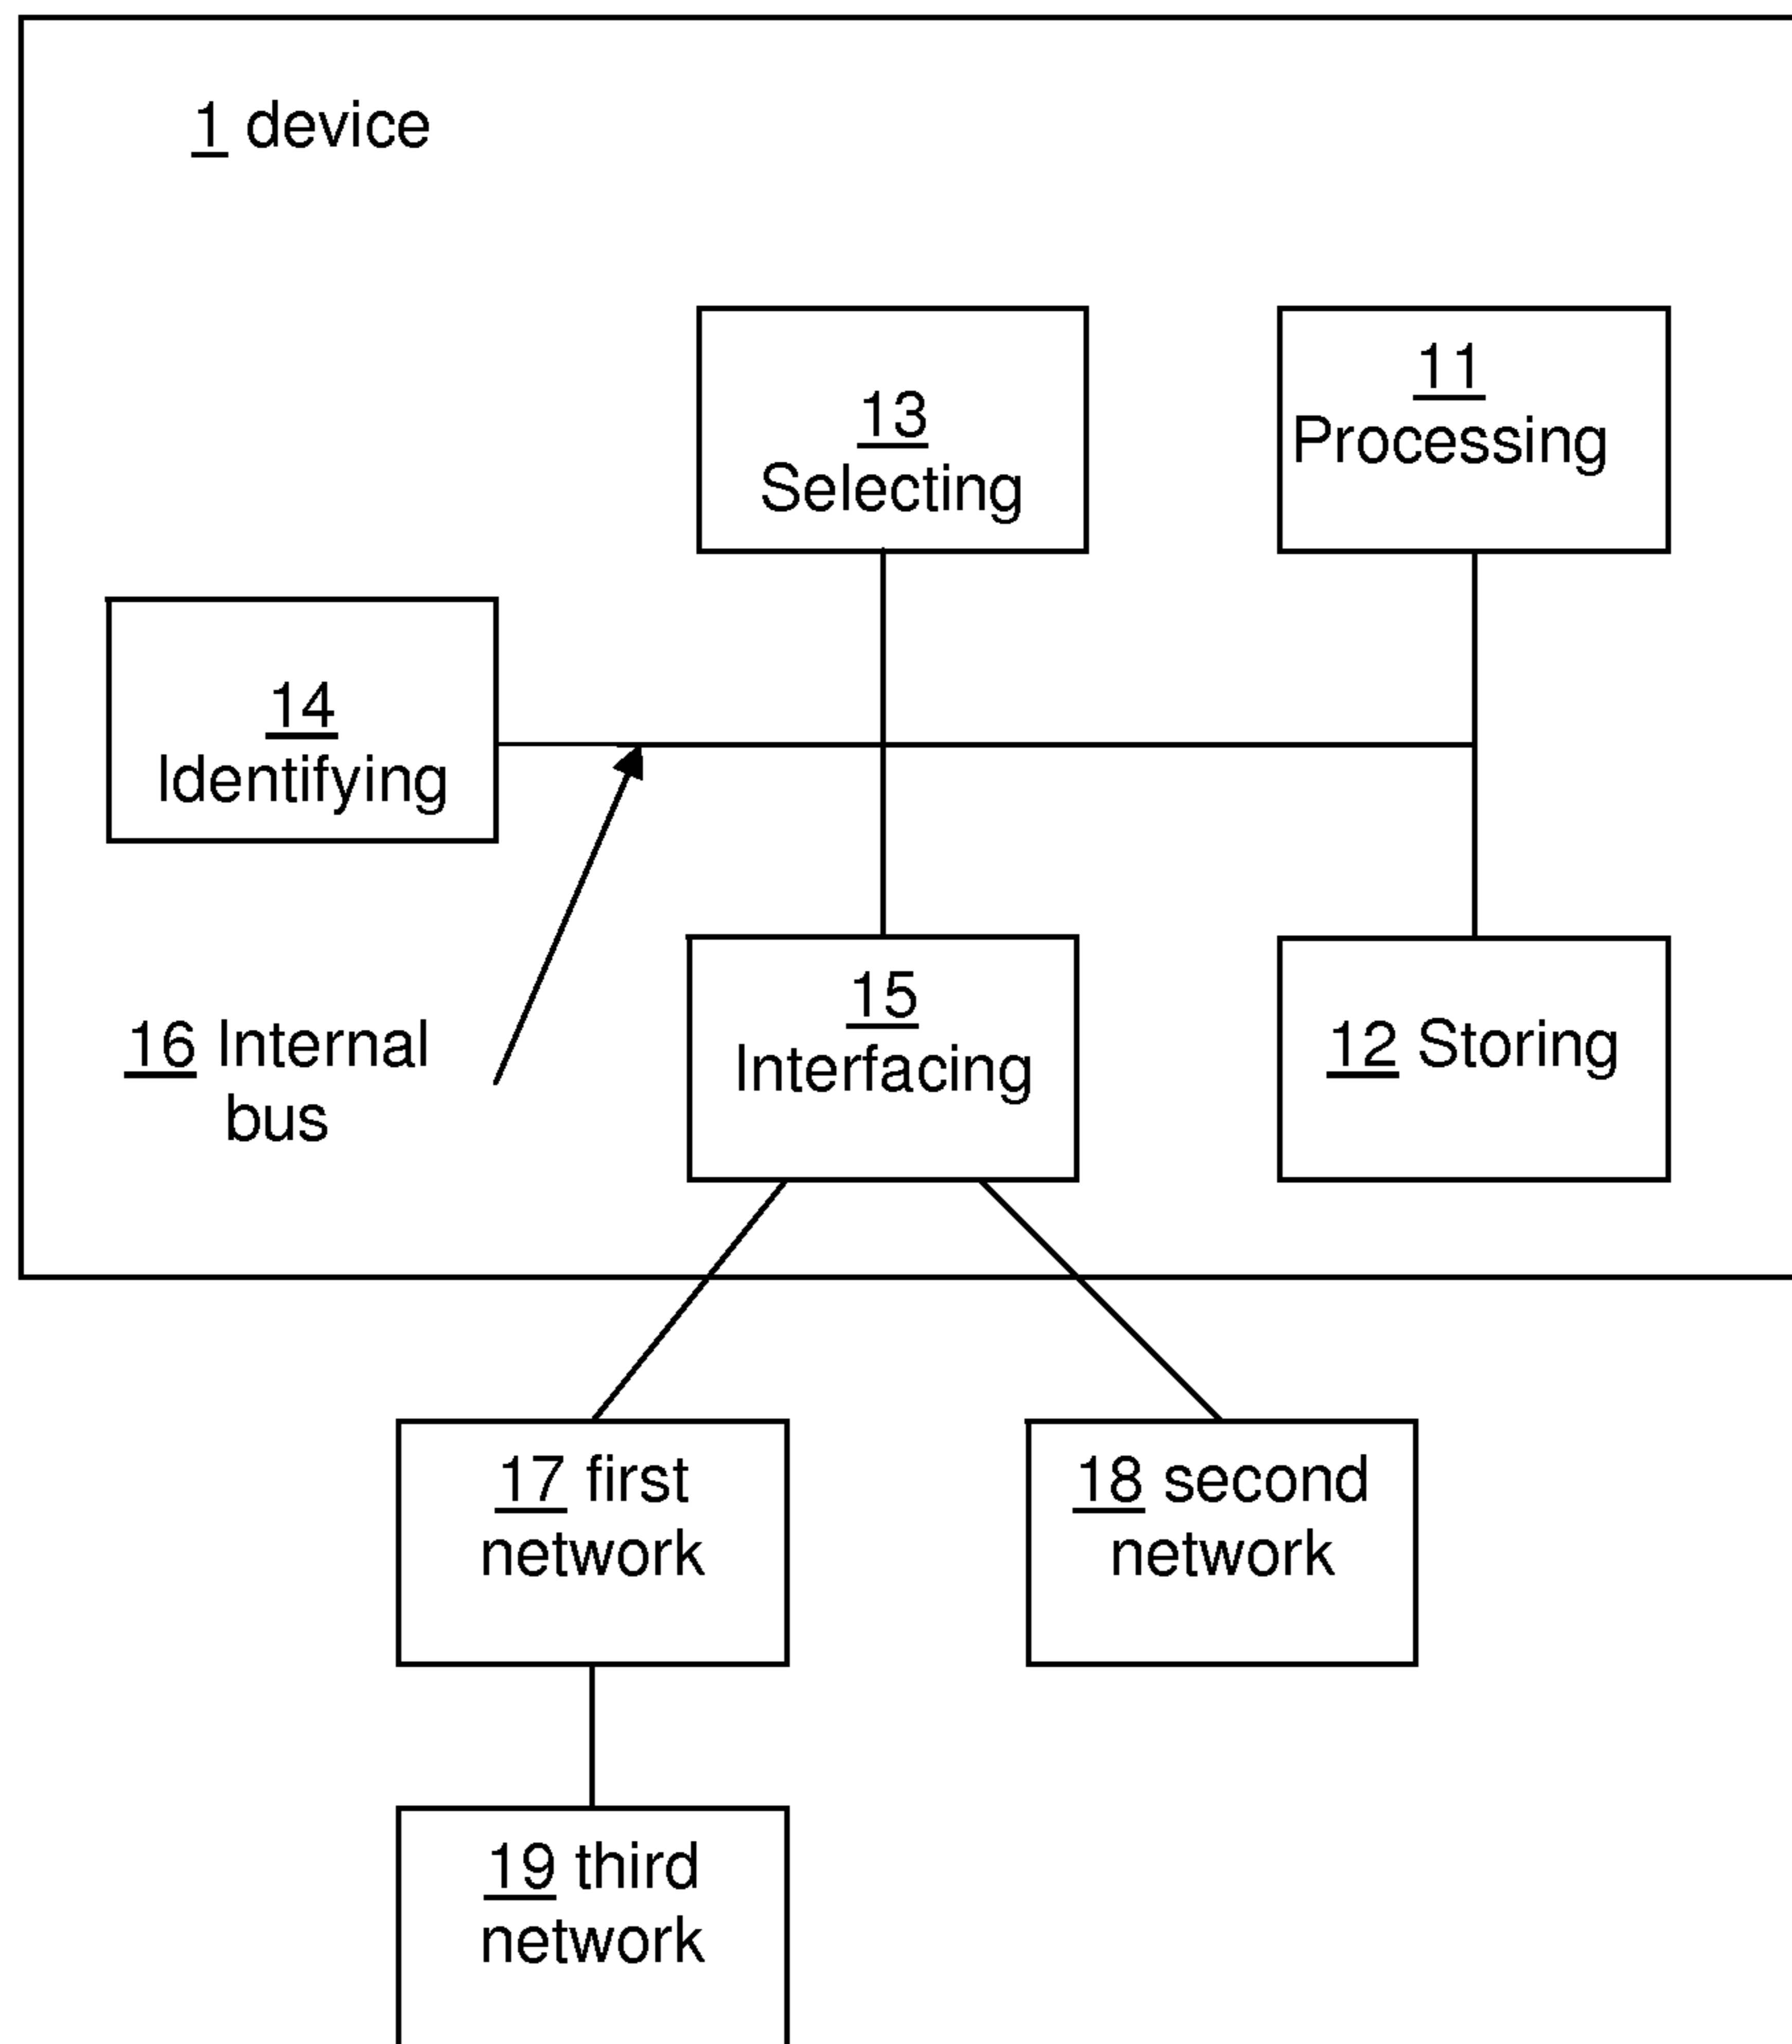 1 device
13
Selecting
11
Processing
14
Identifying
16 Internal
bus
15
Interfacing
12 Storing
17 first
network
18 second
network
19 third
network